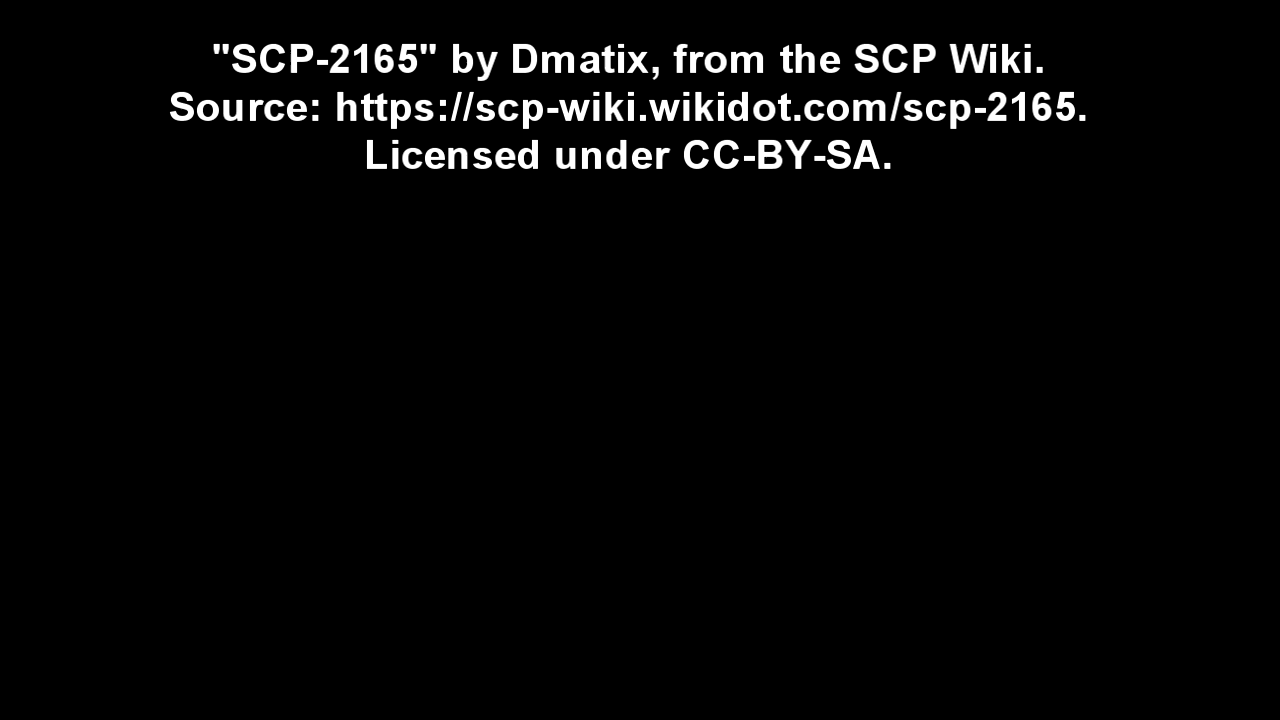 "SCP-2165" by Dmatix, from the SCP Wiki.
Source: https://scp-wiki.wikidot.com/scp-2165.
Licensed under CC-BY-SA.